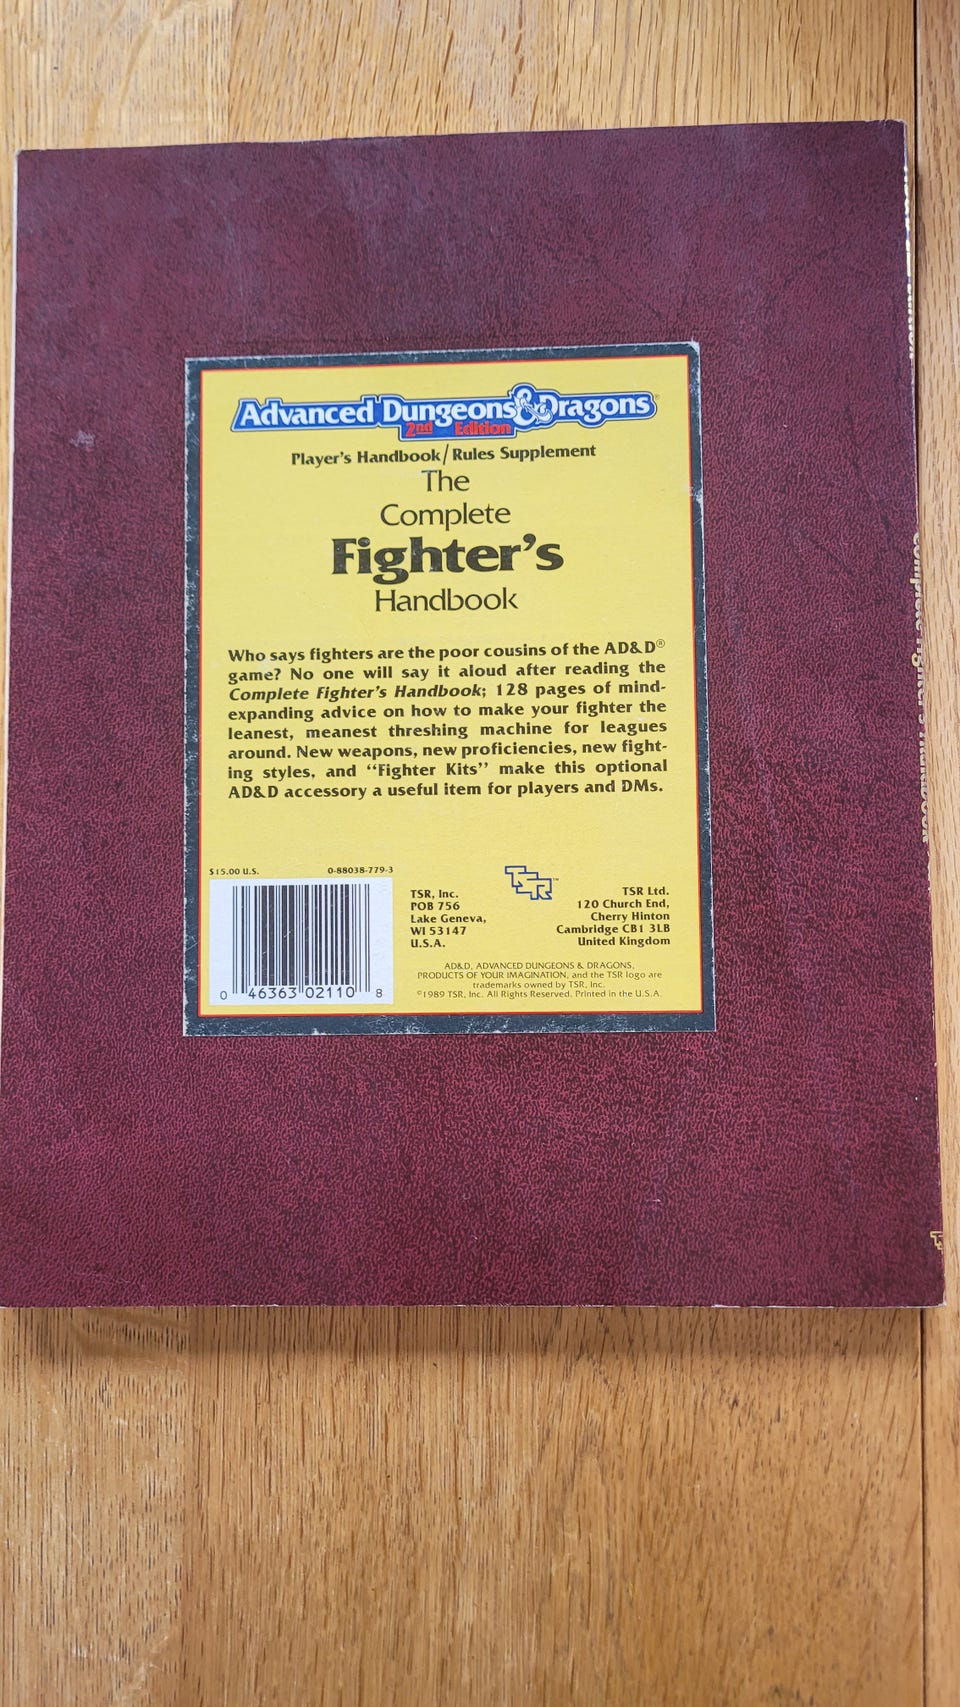 Advanced Dungeons & Dragons®
2nd Edition
Player's Handbook/Rules Supplement
The
Complete
Fighter's
Handbook
Who says fighters are the poor cousins of the AD&D®
game? No one will say it aloud after reading the
Complete Fighter's Handbook; 128 pages of mind-
expanding advice on how to make your fighter the
leanest, meanest threshing machine for leagues
around. New weapons, new proficiencies, new fight-
ing styles, and “Fighter Kits” make this optional
AD&D accessory a useful item for players and DMs.
$15.00 U.S. 0-88038-779-3
0 46363 02110 8
TSR, Inc.
POB 756
Lake Geneva,
WI 53147
U.S.A.
TSR™
TSR Ltd.
120 Church End,
Cherry Hinton
Cambridge CB1 3LB
United Kingdom
AD&D, ADVANCED DUNGEONS & DRAGONS,
PRODUCTS OF YOUR IMAGINATION, and the TSR logo are
trademarks owned by TSR, Inc.
©1989 TSR, Inc. All Rights Reserved. Printed in the U.S.A.
Complete Fighter's Handbook